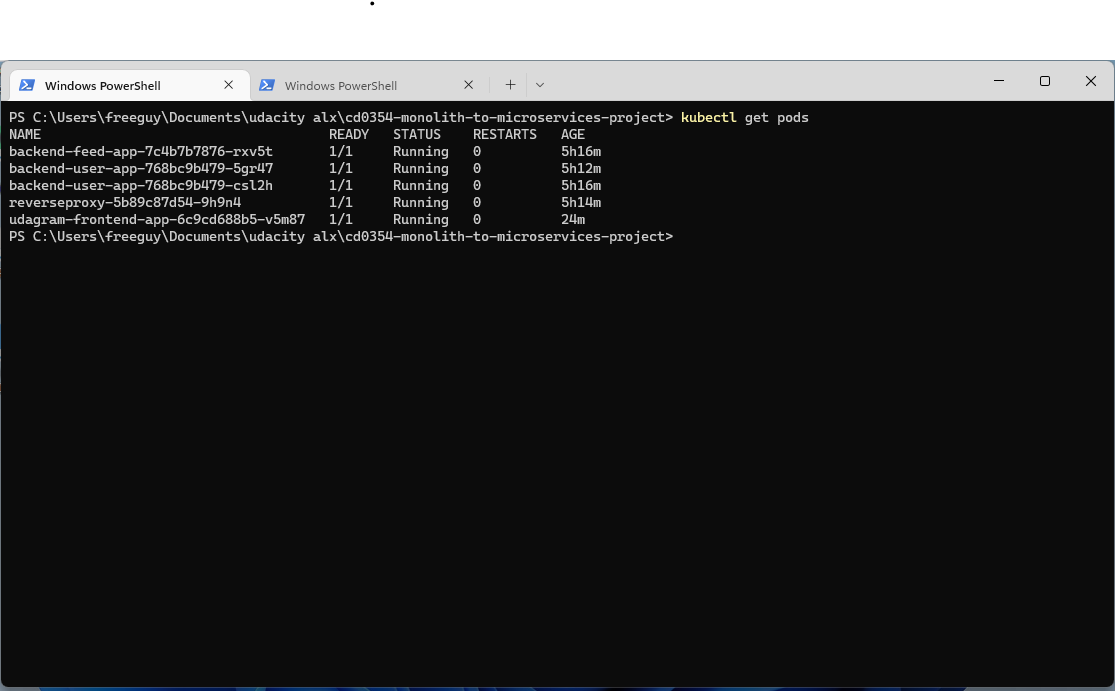 Windows PowerShell
Windows PowerShell
PS C:\Users\freeguy\Documents\udacity alx\cd0354-monolith-to-microservices-project> kubectl get pods
NAME READY STATUS RESTARTS AGE
backend-feed-app-7c4b7b7876-rxv5t 1/1 Running 0 5h16m
backend-user-app-768bc9b479-5gr47 1/1 Running 0 5h12m
backend-user-app-768bc9b479-csl2h 1/1 Running 0 5h16m
reverseproxy-5b89c87d54-9h9n4 1/1 Running 0 5h14m
udagram-frontend-app-6c9cd688b5-v5m87 1/1 Running 0 24m
PS C:\Users\freeguy\Documents\udacity alx\cd0354-monolith-to-microservices-project>